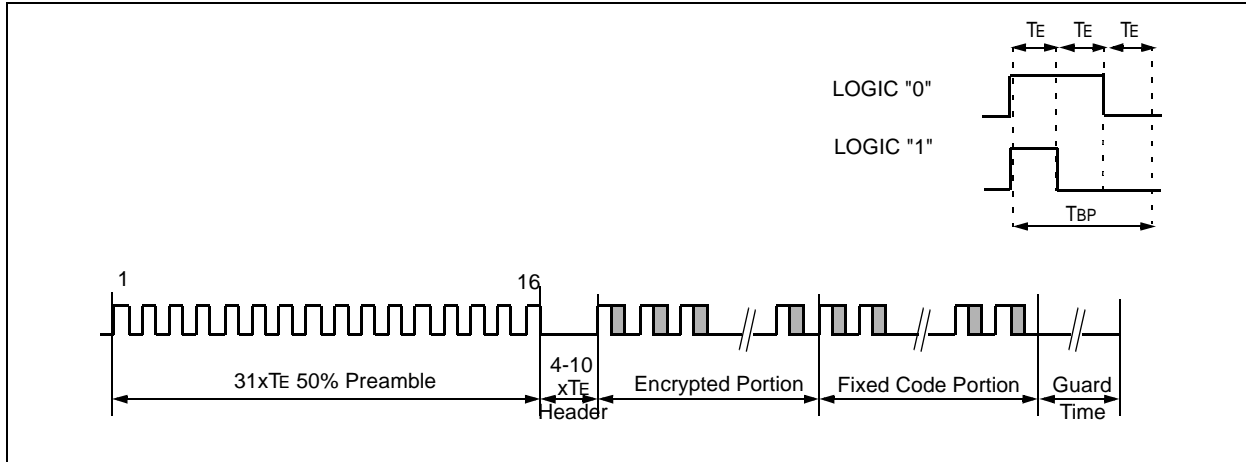 TE TE TE
LOGIC "0"
LOGIC "1"
TBP
1
16
31xTE 50% Preamble
4-10
xTE
Header
Encrypted Portion
Fixed Code Portion
Guard
Time